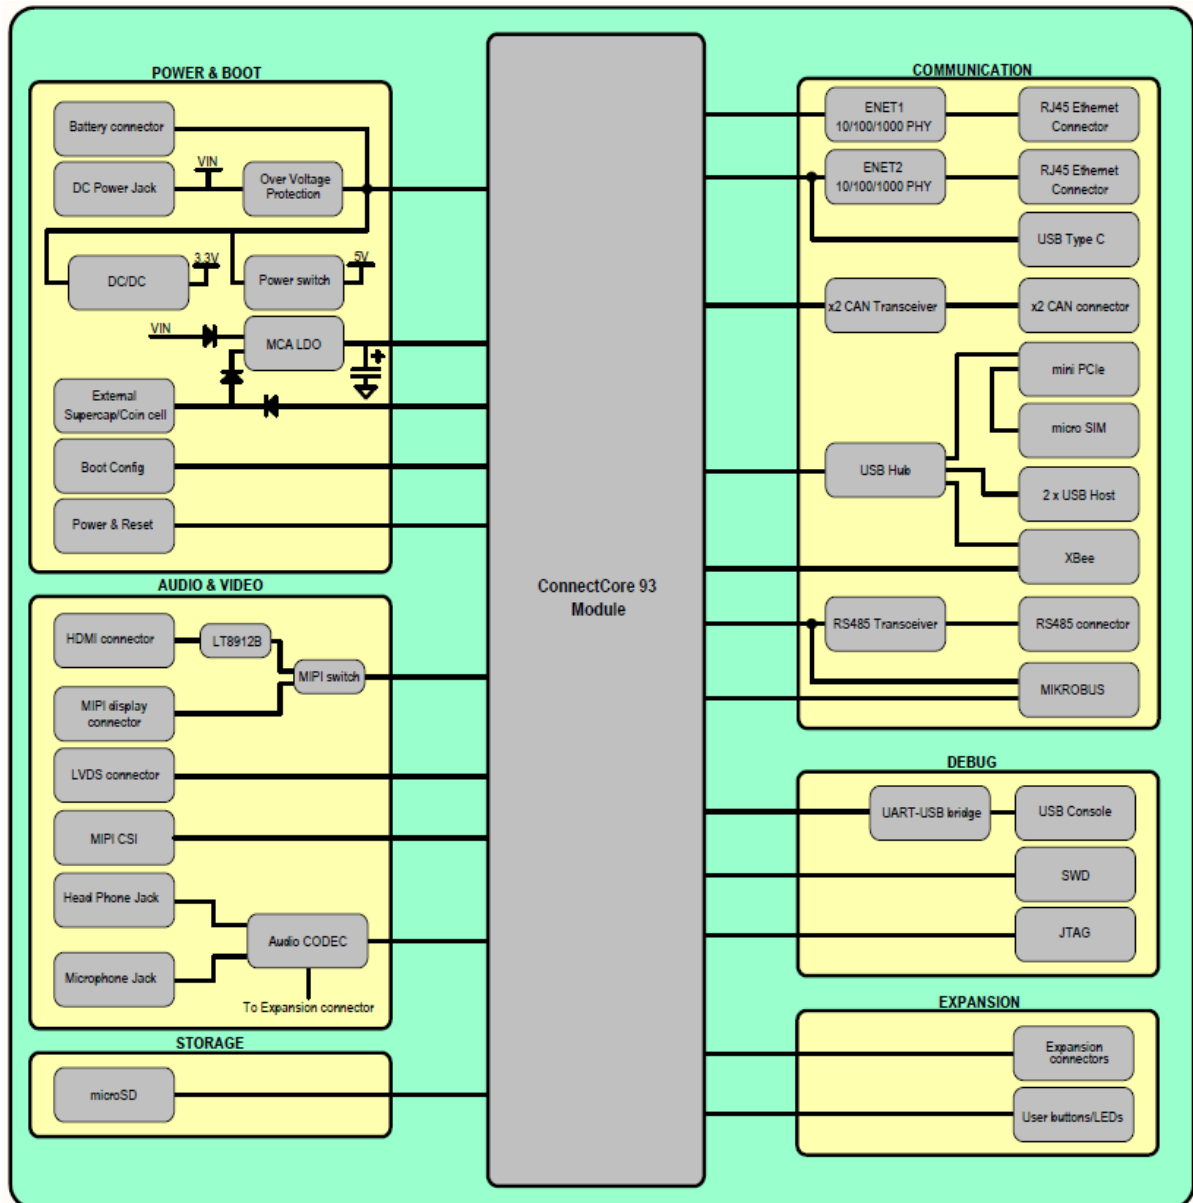 POWER & BOOT
Battery connector
DC Power Jack
VIN
Over Voltage
Protection
DC/DC
3.3V
Power switch
5V
VIN
MCA LDO
+
External
Supercap/Coin cell
Boot Config
Power & Reset
AUDIO & VIDEO
HDMI connector
LT8912B
MIPI switch
MIPI display
connector
LVDS connector
MIPI CSI
Head Phone Jack
Audio CODEC
Microphone Jack
To Expansion connector
STORAGE
microSD
ConnectCore 93
Module
COMMUNICATION
ENET1
10/100/1000 PHY
RJ45 Ethernet
Connector
ENET2
10/100/1000 PHY
RJ45 Ethernet
Connector
USB Type C
x2 CAN Transceiver
x2 CAN connector
mini PCIe
micro SIM
USB Hub
2 x USB Host
XBee
RS485 Transceiver
RS485 connector
MIKROBUS
DEBUG
UART-USB bridge
USB Console
SWD
JTAG
EXPANSION
Expansion
connectors
User buttons/LEDs